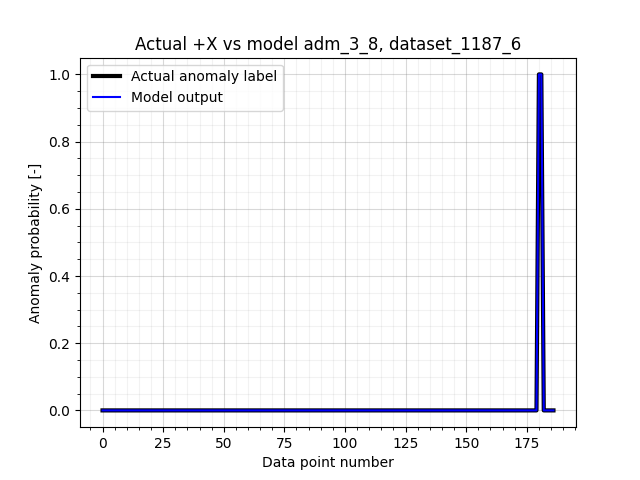 Actual +X vs model adm_3_8, dataset_1187_6
Actual anomaly label
Model output
Anomaly probability [-]
1.0
0.8
0.6
0.4
0.2
0.0
0 25 50 75 100 125 150 175
Data point number